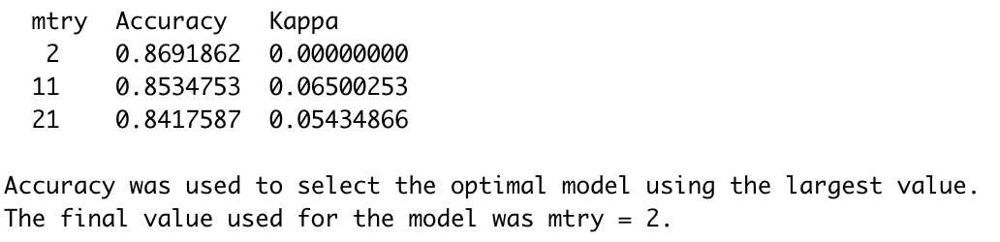 mtry  Accuracy   Kappa
 2    0.8691862  0.00000000
11    0.8534753  0.06500253
21    0.8417587  0.05434866

Accuracy was used to select the optimal model using the largest value.
The final value used for the model was mtry = 2.